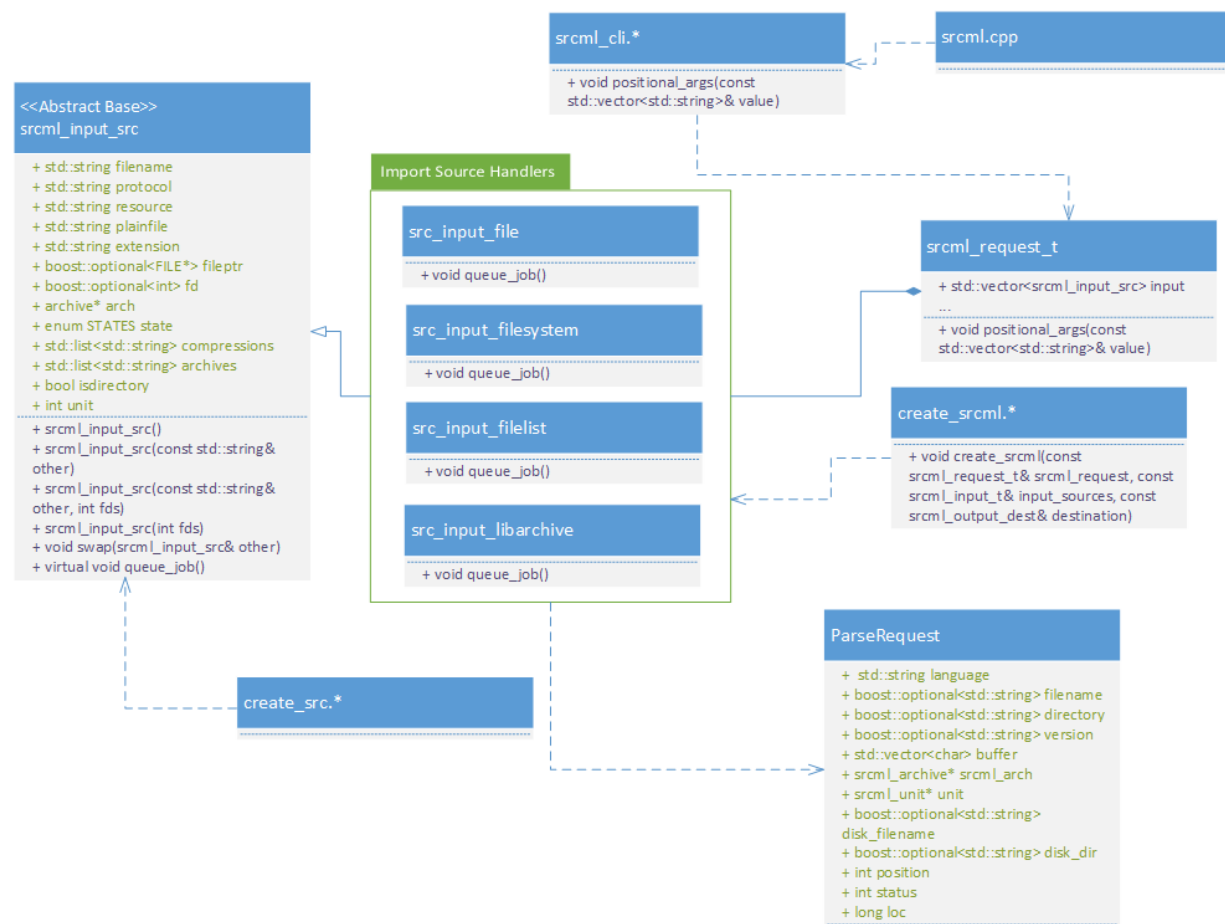 srcml_cli.*
+ void positional_args(const
std::vector<std::string>& value)
srcml.cpp
<<Abstract Base>>
srcml_input_src
+ std::string filename
+ std::string protocol
+ std::string resource
+ std::string plainfile
+ std::string extension
+ boost::optional<FILE*> fileptr
+ boost::optional<int> fd
+ archive* arch
+ enum STATES state
+ std::list<std::string> compressions
+ std::list<std::string> archives
+ bool isdirectory
+ int unit
+ srcml_input_src()
+ srcml_input_src(const std::string&
other)
+ srcml_input_src(const std::string&
other, int fds)
+ srcml_input_src(int fds)
+ void swap(srcml_input_src& other)
+ virtual void queue_job()
Import Source Handlers
src_input_file
+ void queue_job()
src_input_filesystem
+ void queue_job()
src_input_filelist
+ void queue_job()
src_input_libarchive
+ void queue_job()
srcml_request_t
+ std::vector<srcml_input_src> input
...
+ void positional_args(const
std::vector<std::string>& value)
create_srcml.*
+ void create_srcml(const
srcml_request_t& srcml_request, const
srcml_input_t& input_sources, const
srcml_output_dest& destination)
create_src.*
ParseRequest
+ std::string language
+ boost::optional<std::string> filename
+ boost::optional<std::string> directory
+ boost::optional<std::string> version
+ std::vector<char> buffer
+ srcml_archive* srcml_arch
+ srcml_unit* unit
+ boost::optional<std::string>
disk_filename
+ boost::optional<std::string> disk_dir
+ int position
+ int status
+ long loc